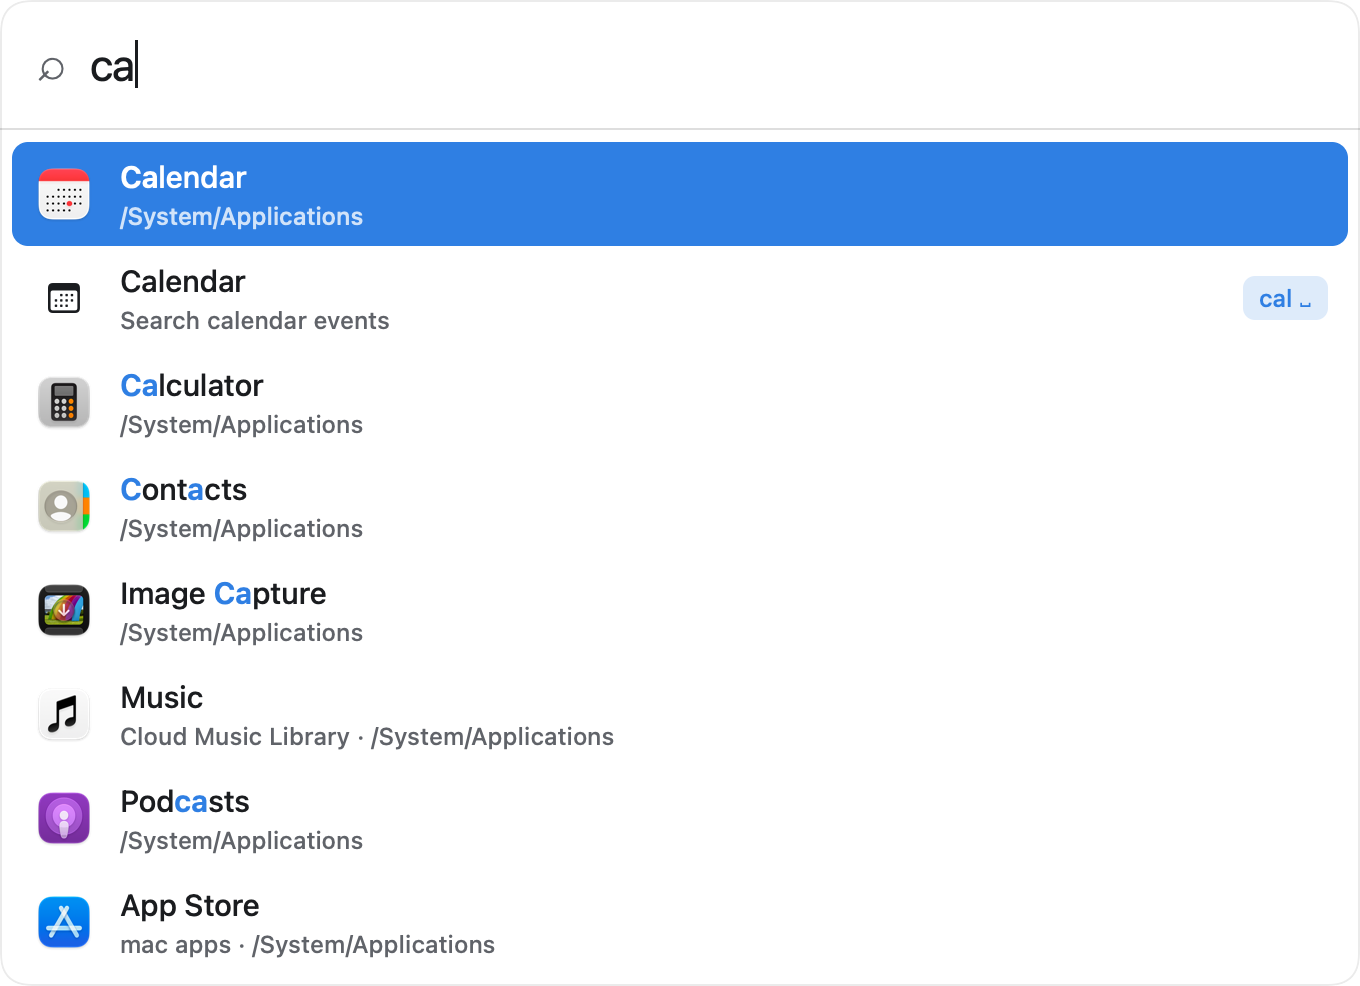 ca
Calendar
/System/Applications
Calendar
Search calendar events
cal ⎵
Calculator
/System/Applications
Contacts
/System/Applications
Image Capture
/System/Applications
Music
Cloud Music Library · /System/Applications
Podcasts
/System/Applications
App Store
mac apps · /System/Applications